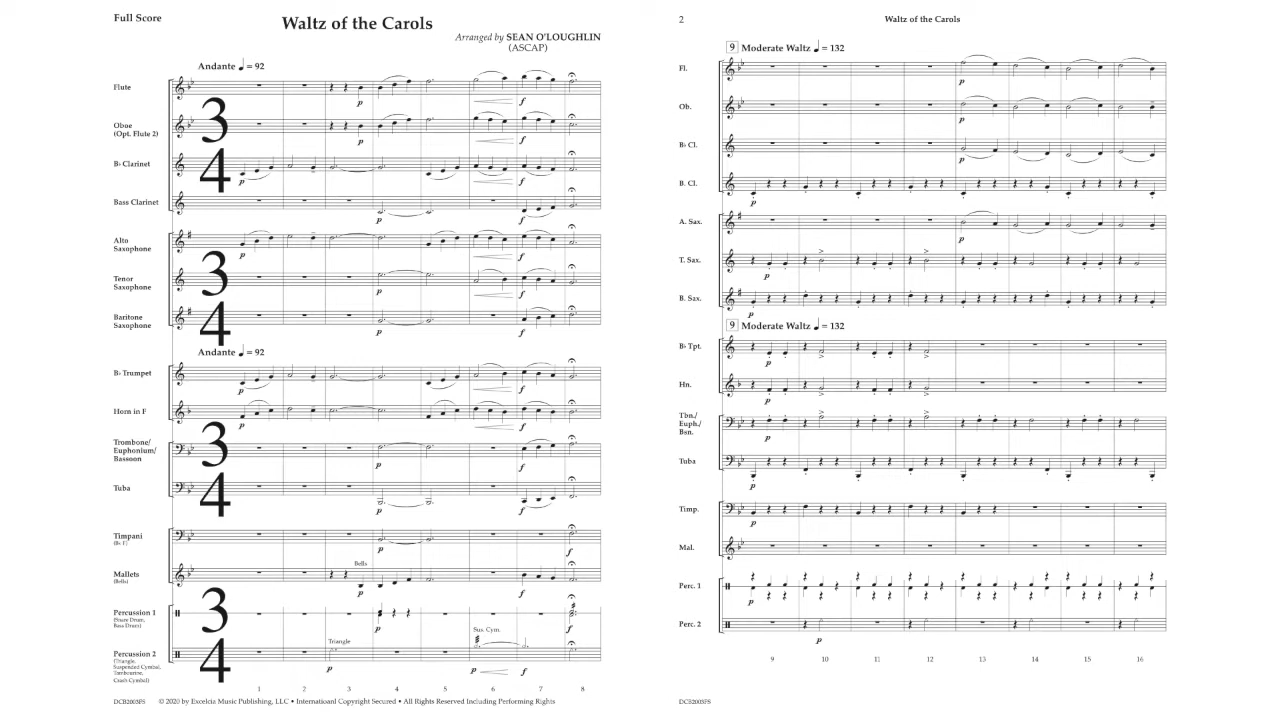 Full Score
Waltz of the Carols
Arranged by SEAN O'LOUGHLIN
(ASCAP)
Andante ♩ = 92
Flute
Oboe
(Opt. Flute 2)
B♭ Clarinet
Bass Clarinet
Alto
Saxophone
Tenor
Saxophone
Baritone
Saxophone
Andante ♩ = 92
B♭ Trumpet
Horn in F
Trombone/
Euphonium/
Bassoon
Tuba
Timpani
(B♭, F)
Bells
Mallets
(Bells)
Percussion 1
(Snare Drum,
Bass Drum)
Sus. Cym.
Triangle
Percussion 2
(Triangle,
Suspended Cymbal,
Tambourine,
Crash Cymbal)
1 2 3 4 5 6 7 8
DCB2003FS © 2020 by Excelcia Music Publishing, LLC • International Copyright Secured • All Rights Reserved Including Performing Rights
2
Waltz of the Carols
9 Moderate Waltz ♩ = 132
Fl.
Ob.
B♭ Cl.
B. Cl.
A. Sax.
T. Sax.
B. Sax.
9 Moderate Waltz ♩ = 132
B♭ Tpt.
Hn.
Tbn./
Euph./
Bsn.
Tuba
Timp.
Mal.
Perc. 1
Perc. 2
9 10 11 12 13 14 15 16
DCB2003FS